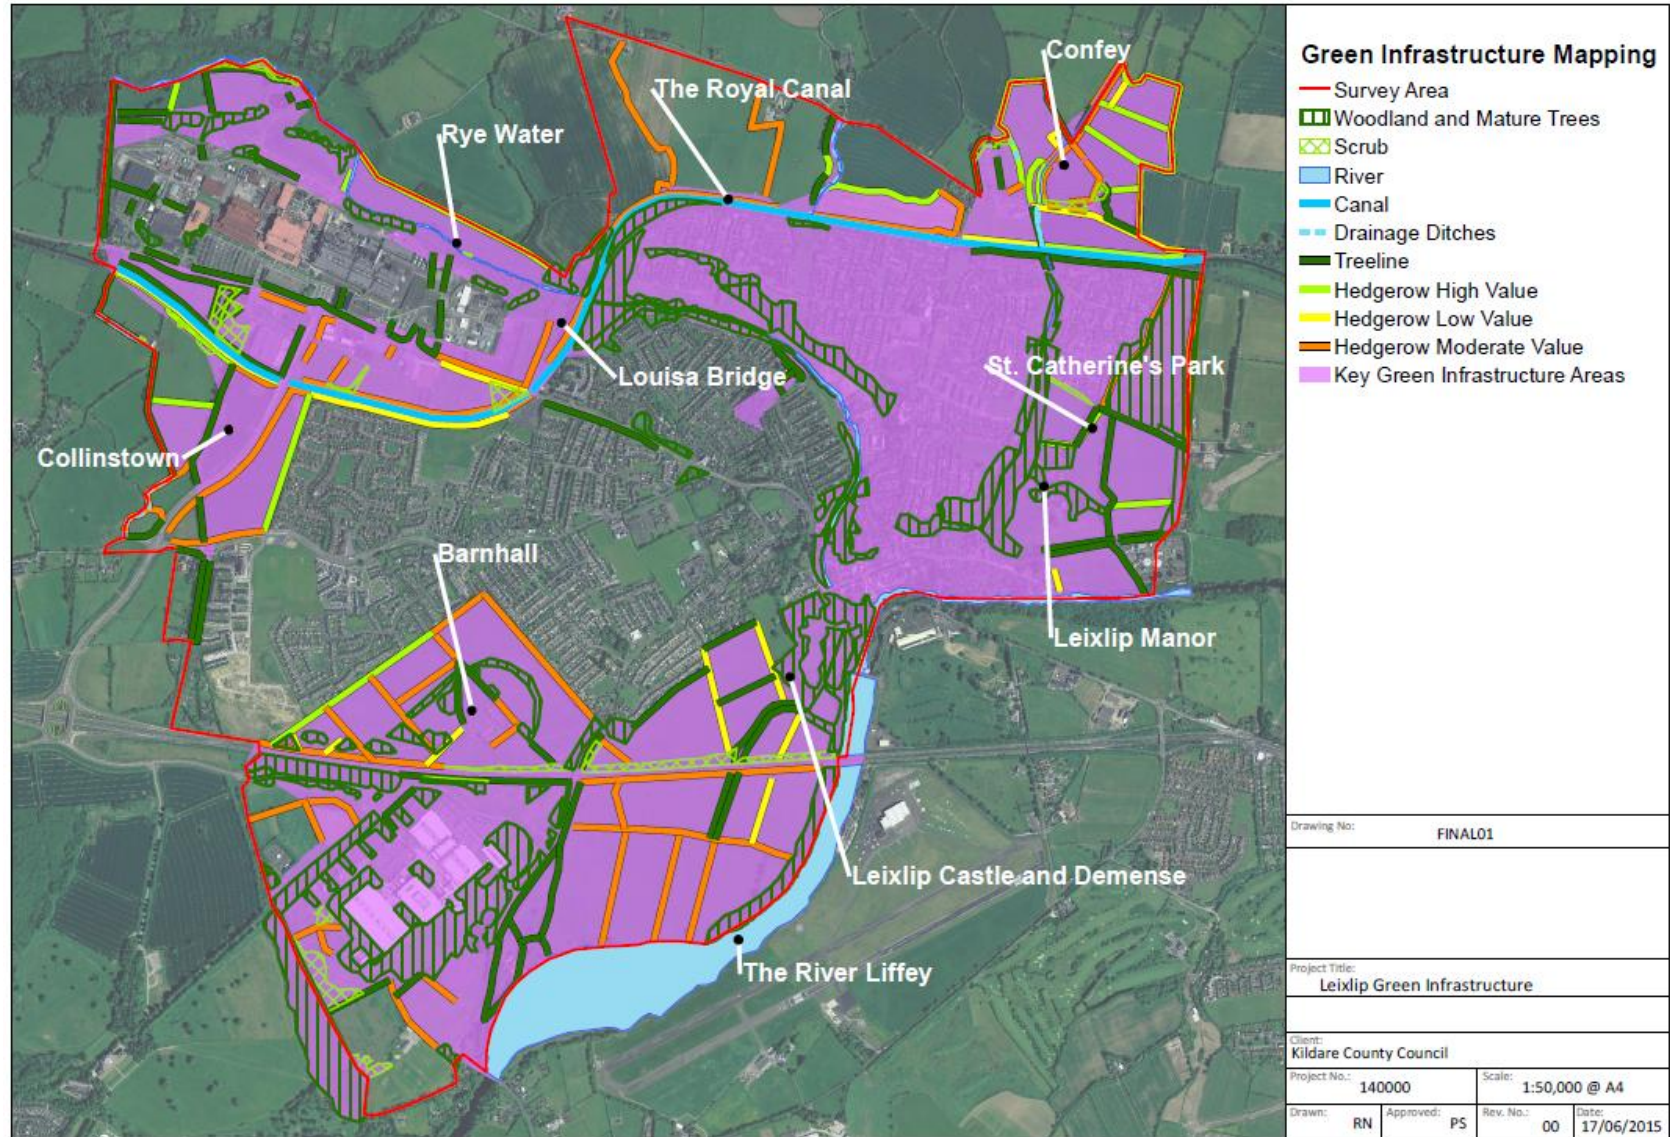 Confey
The Royal Canal
Rye Water
Louisa Bridge
St. Catherine's Park
Collinstown
Barnhall
Leixlip Manor
Leixlip Castle and Demense
The River Liffey
Green Infrastructure Mapping
Survey Area
Woodland and Mature Trees
Scrub
River
Canal
Drainage Ditches
Treeline
Hedgerow High Value
Hedgerow Low Value
Hedgerow Moderate Value
Key Green Infrastructure Areas
Drawing No: FINAL01
Project Title:
Leixlip Green Infrastructure
Client:
Kildare County Council
Project No.: 140000 Scale: 1:50,000 @ A4
Drawn: RN Approved: PS Rev. No.: 00 Date: 17/06/2015